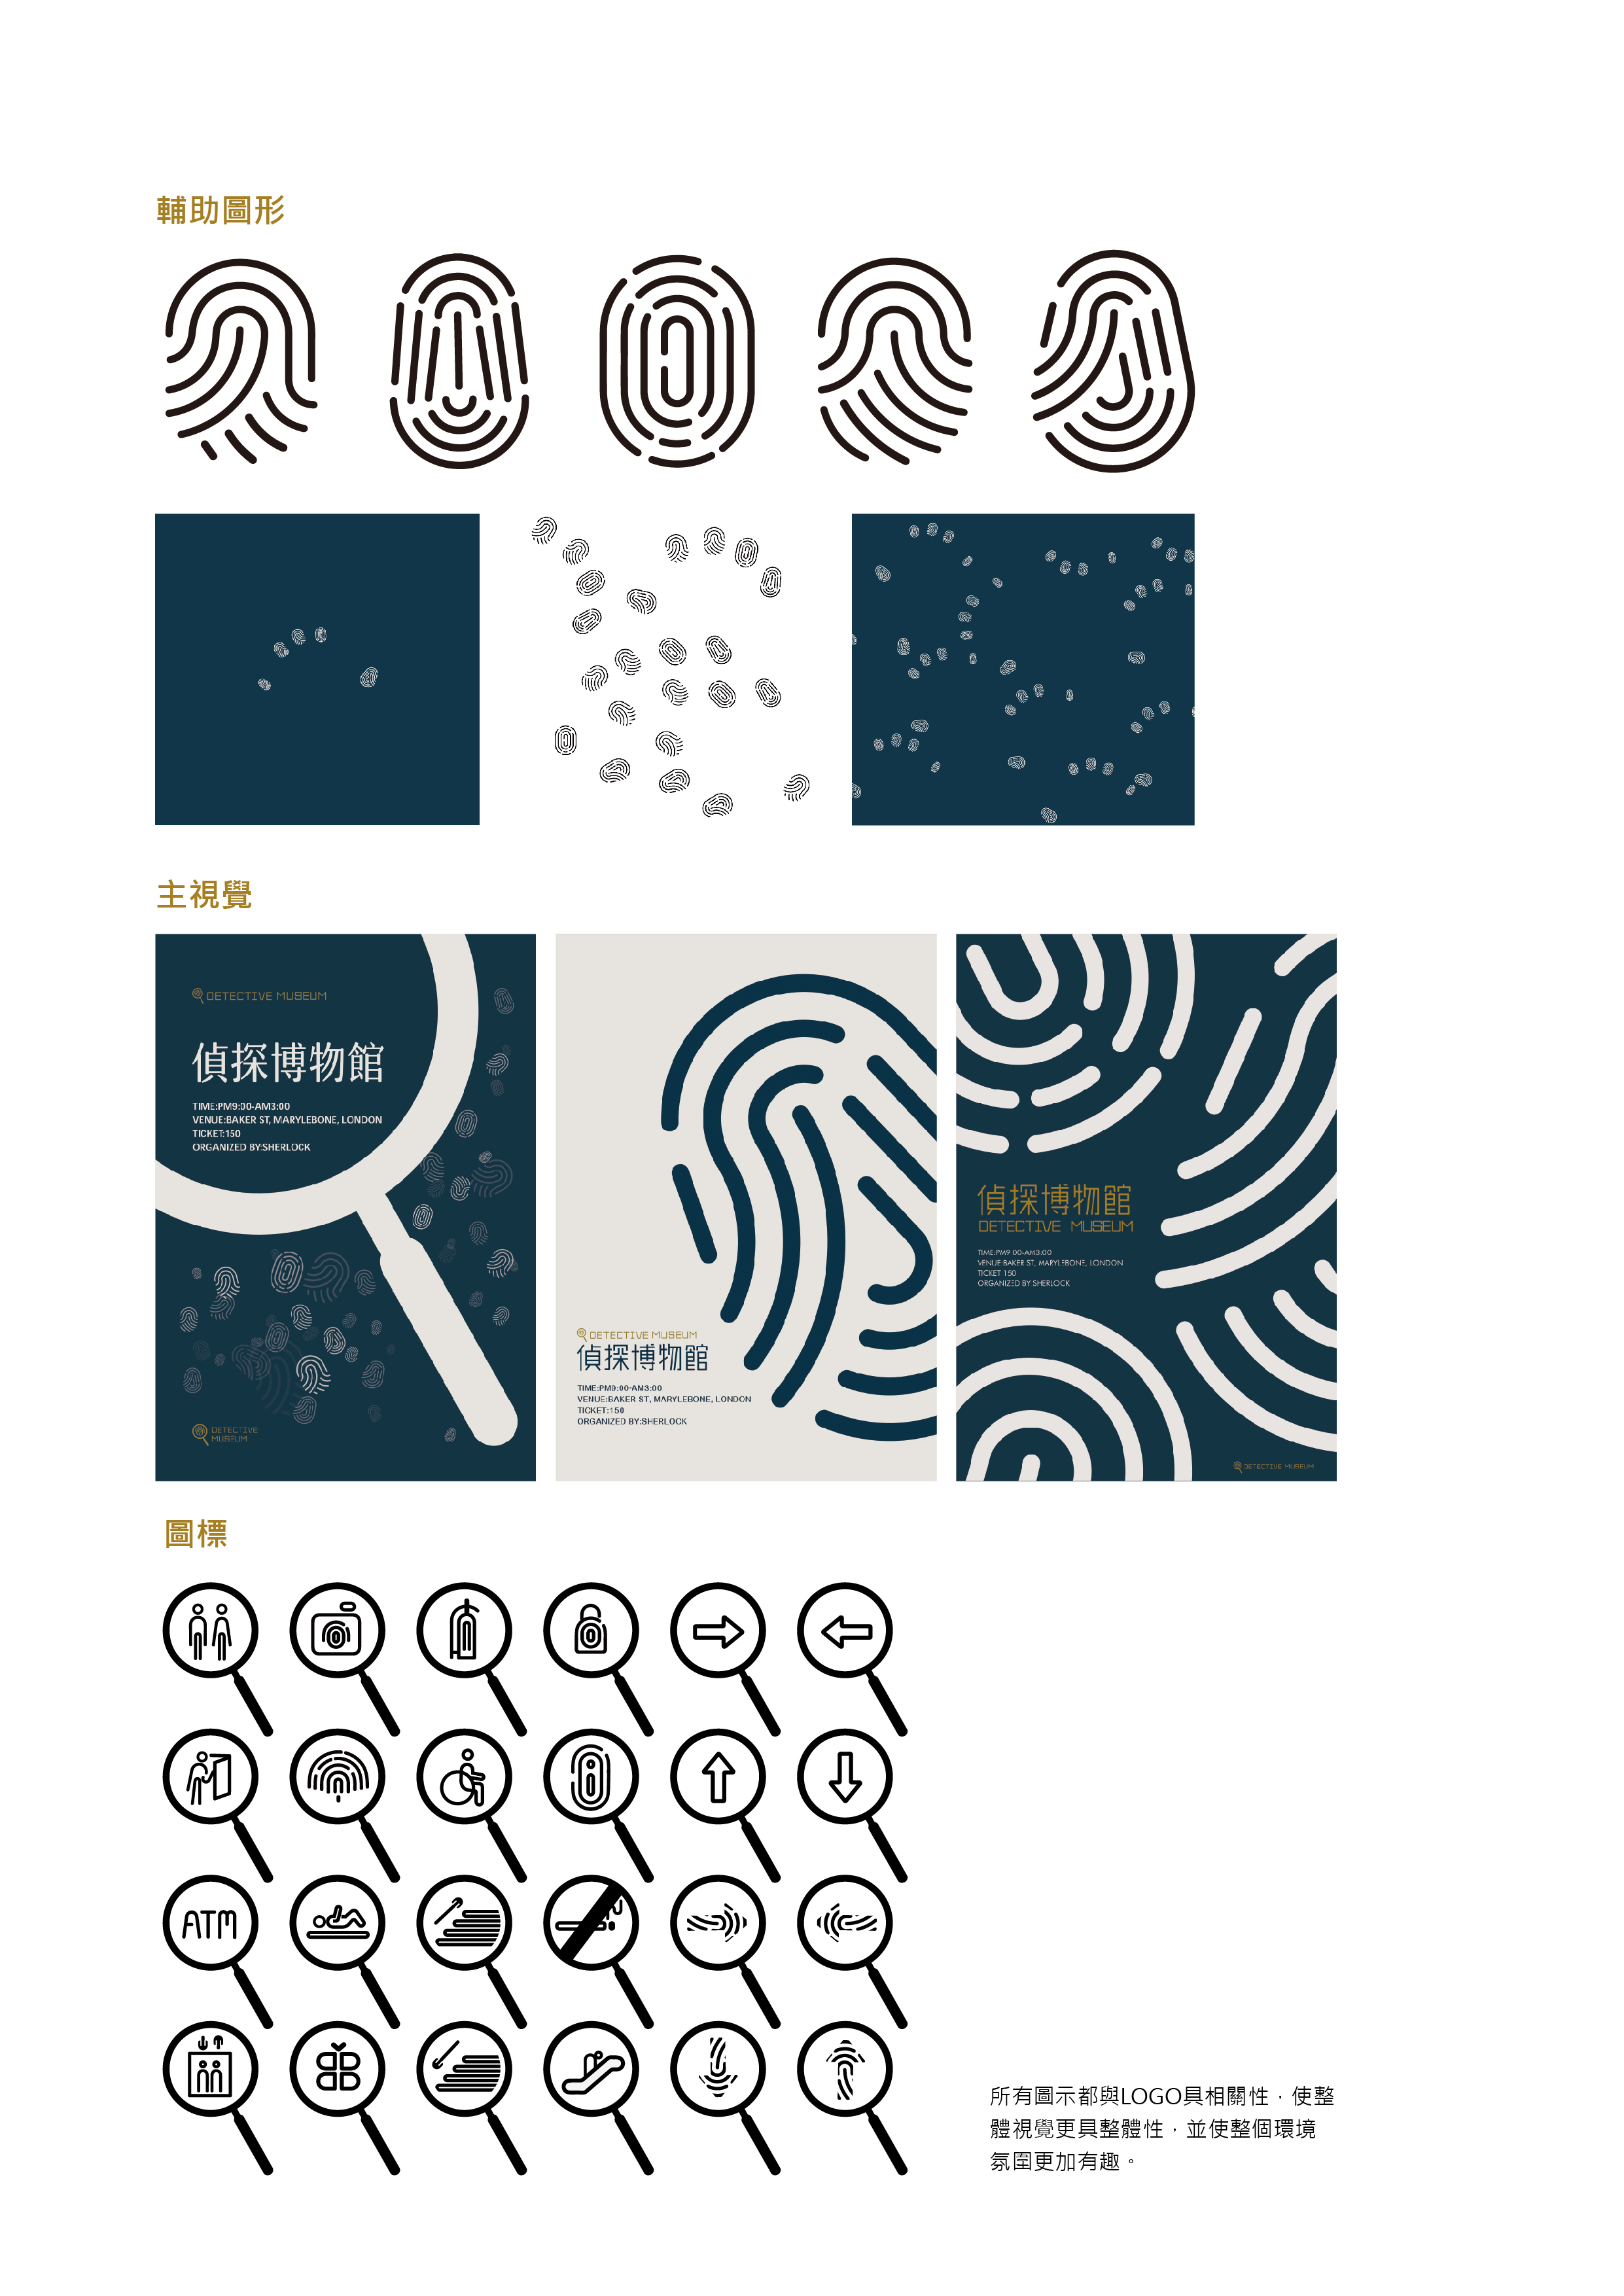 輔助圖形
主視覺
DETECTIVE MUSEUM
偵探博物館
TIME:PM9:00-AM3:00
VENUE:BAKER ST, MARYLEBONE, LONDON
TICKET:150
ORGANIZED BY:SHERLOCK
DETECTIVE
MUSEUM
DETECTIVE MUSEUM
偵探博物館
TIME:PM9:00-AM3:00
VENUE:BAKER ST, MARYLEBONE, LONDON
TICKET:150
ORGANIZED BY:SHERLOCK
偵探博物館
DETECTIVE MUSEUM
TIME:PM9:00-AM3:00
VENUE:BAKER ST, MARYLEBONE, LONDON
TICKET 150
ORGANIZED BY SHERLOCK
DETECTIVE MUSEUM
圖標
ATM
所有圖示都與LOGO具相關性，使整
體視覺更具整體性，並使整個環境
氛圍更加有趣。